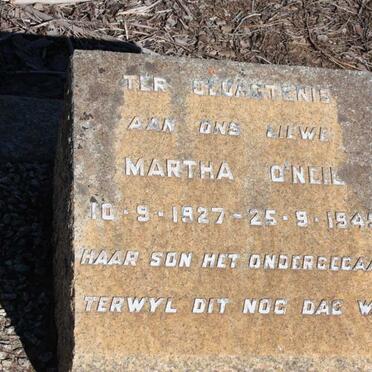 TER GEDAGTENIS
AAN ONS LIEWE
MARTHA O'NEIL
10-9-1927-25-9-194
HAAR SON HET ONDERGEGAA
TERWYL DIT NOG DAG W